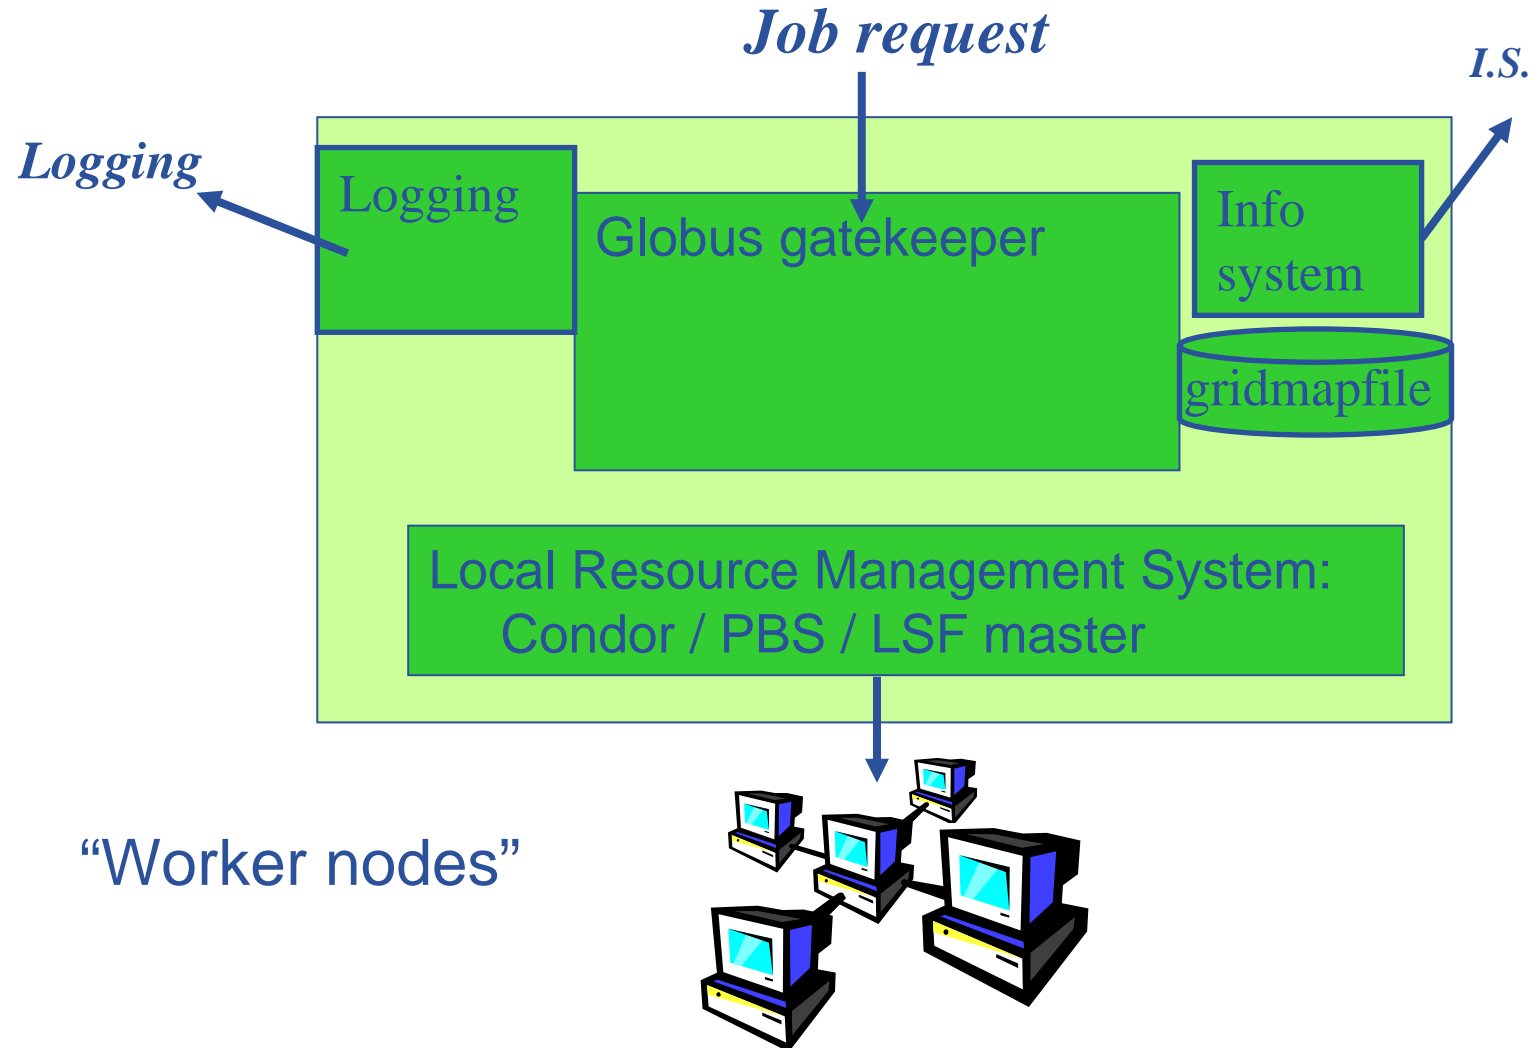 Job request
I.S.
Logging
Logging
Globus gatekeeper
Info
system
gridmapfile
Local Resource Management System:
Condor / PBS / LSF master
“Worker nodes”